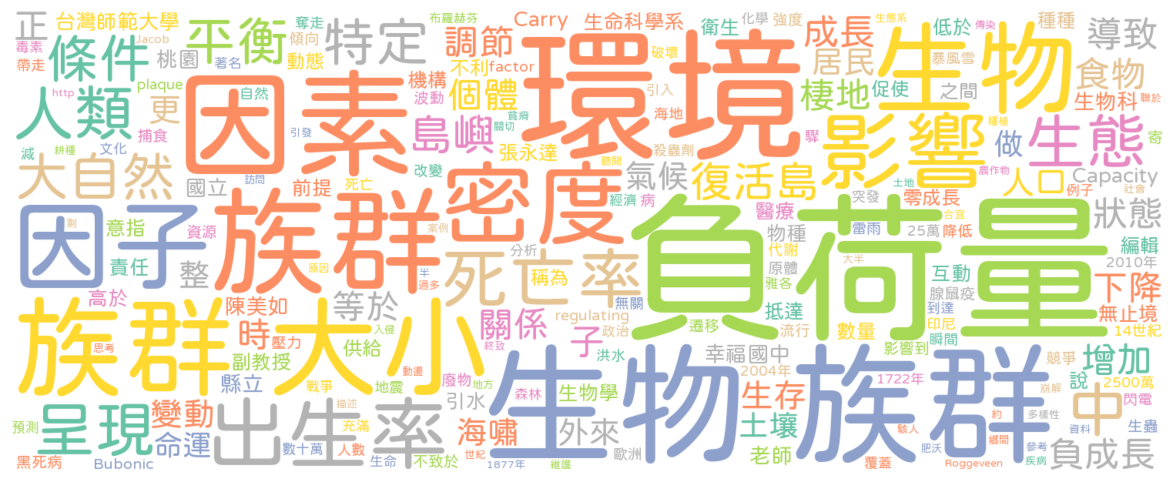 正
台灣師範大學
奪走
布羅赫芬
Carry
生命科學系
衛生
化學
強度
生態系
低於
傳染
種種
毒素
Jacob
平衡
傾向
特定
調節
破壞
成長
導致
條件
桃園
著名
動態
不利
factor
環境
居民
暴風雪
生物
食物
帶走
http
plaque
因素
機構
引入
棲地
促使
之間
生物科
聯於
人類
更
自然
波動
個體
海地
種植
捕食
引發
島嶼
關切
貧瘠
殺蟲劑
影響
做
生態
寄
減
耕種
文化
張永達
聽聞
驟
農作物
大自然
訪問
國立
前提
死亡
改變
密度
氣候
復活島
土地
人口
例子
Capacity
社會
經濟
病
突發
零成長
因子
剝
意指
資源
族群
案例
醫療
物種
25萬
合宜
降低
狀態
負荷量
雷雨
責任
整
原因
半
分析
死亡率
稱為
代謝
原體
大半
編輯
2010年
高於
陳美如
等於
過多
無關
雅各
互動
腺鼠疫
下降
族群大小
時
壓力
入侵
關係
regulating
子
政治
遷移
抵達
流行
到達
印尼
數量
瞬間
無止境
14世紀
思考
副教授
供給
終致
洪水
影響到
幸福國中
競爭
增加
縣立
戰爭
地震
動盪
廢物
地方
森林
生物學
生物族群
2004年
1722年
崩解
說
2500萬
呈現
變動
描述
出生率
引水
生存
中
閃電
預測
充滿
海嘯
外來
土壤
約
多樣性
生蟲
命運
數十萬
人數
世紀
駭人
鄉間
資料
參考
黑死病
Bubonic
生命
不致於
1877年
維護
歐洲
老師
覆蓋
肥沃
Roggeveen
疾病
負成長